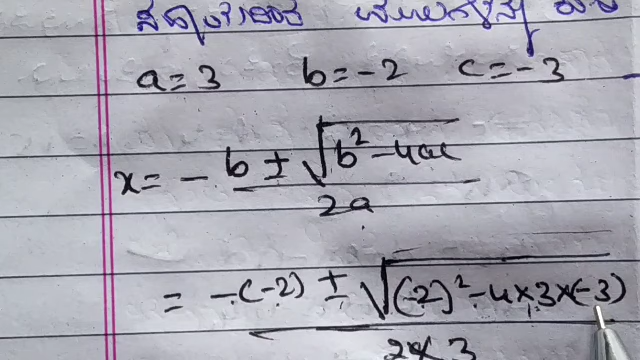 a=3 b=-2 c=-3
x= -b ± √(b² - 4ac) / 2a
= -(-2) ± √((-2)² - 4×3×(-3)) / 2×3